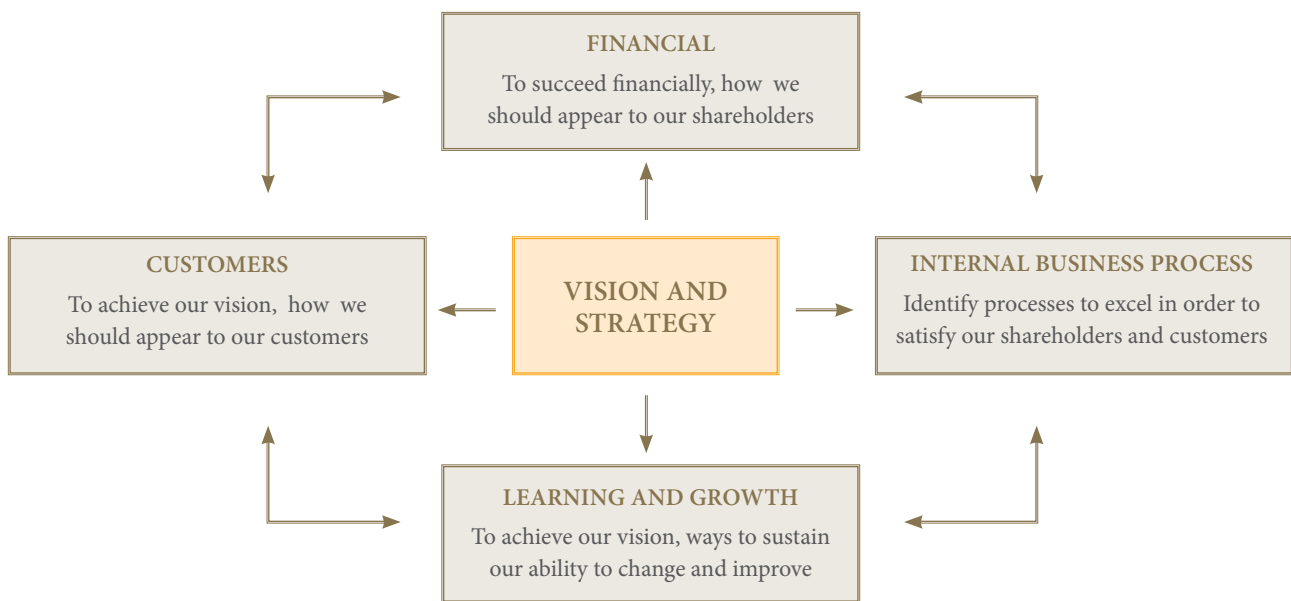 FINANCIAL
To succeed financially, how we
should appear to our shareholders
CUSTOMERS
To achieve our vision, how we
should appear to our customers
VISION AND
STRATEGY
INTERNAL BUSINESS PROCESS
Identify processes to excel in order to
satisfy our shareholders and customers
LEARNING AND GROWTH
To achieve our vision, ways to sustain
our ability to change and improve